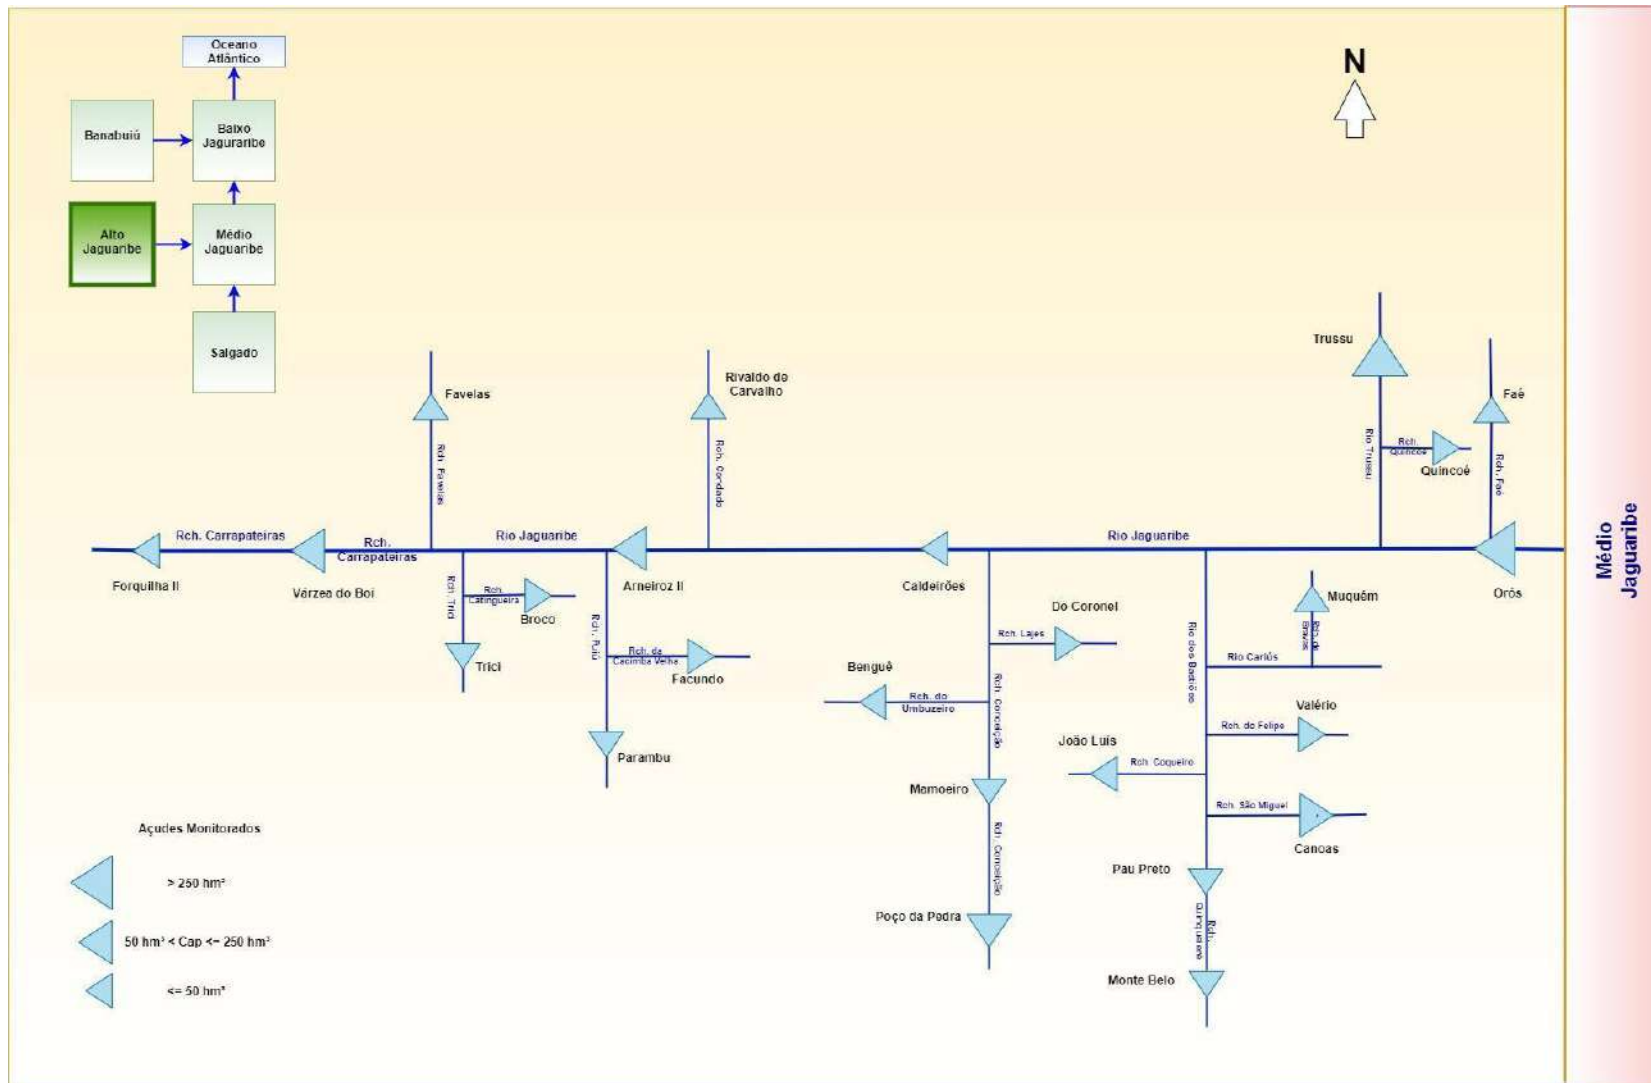 Oceano
Atlântico
N
Banabuiú
Baixo
Jaguraribe
Alto
Jaguaribe
Médio
Jaguaribe
Salgado
Favelas
Rivaldo de
Carvalho
Trussu
Faé
Rch. Favelas
Rch. Condado
Rio Trussu
Rch.
Quincoé
Quincoé
Rch. Faé
Rch. Carrapateiras
Rch.
Carrapateiras
Rio Jaguaribe
Rio Jaguaribe
Forquilha II
Várzea do Boi
Arneiroz II
Caldeirões
Orós
Médio
Jaguaribe
Rch. Trici
Rch.
Catingueira
Broco
Trici
Rch. Puiú
Rch. da
Cacimba Velha
Facundo
Parambu
Do Coronel
Rch. Lajes
Benguê
Rch. do
Umbuzeiro
Rch. Conceição
Mamoeiro
Rch. Conceição
Poço da Pedra
Rio dos Bastiões
Muquém
Rio Cariús
Valério
Rch. do Felipe
João Luís
Rch. Coqueiro
Rch. São Miguel
Canoas
Pau Preto
Rch.
Monte Belo
Açudes Monitorados
> 250 hm³
50 hm³ < Cap <= 250 hm³
<= 50 hm³